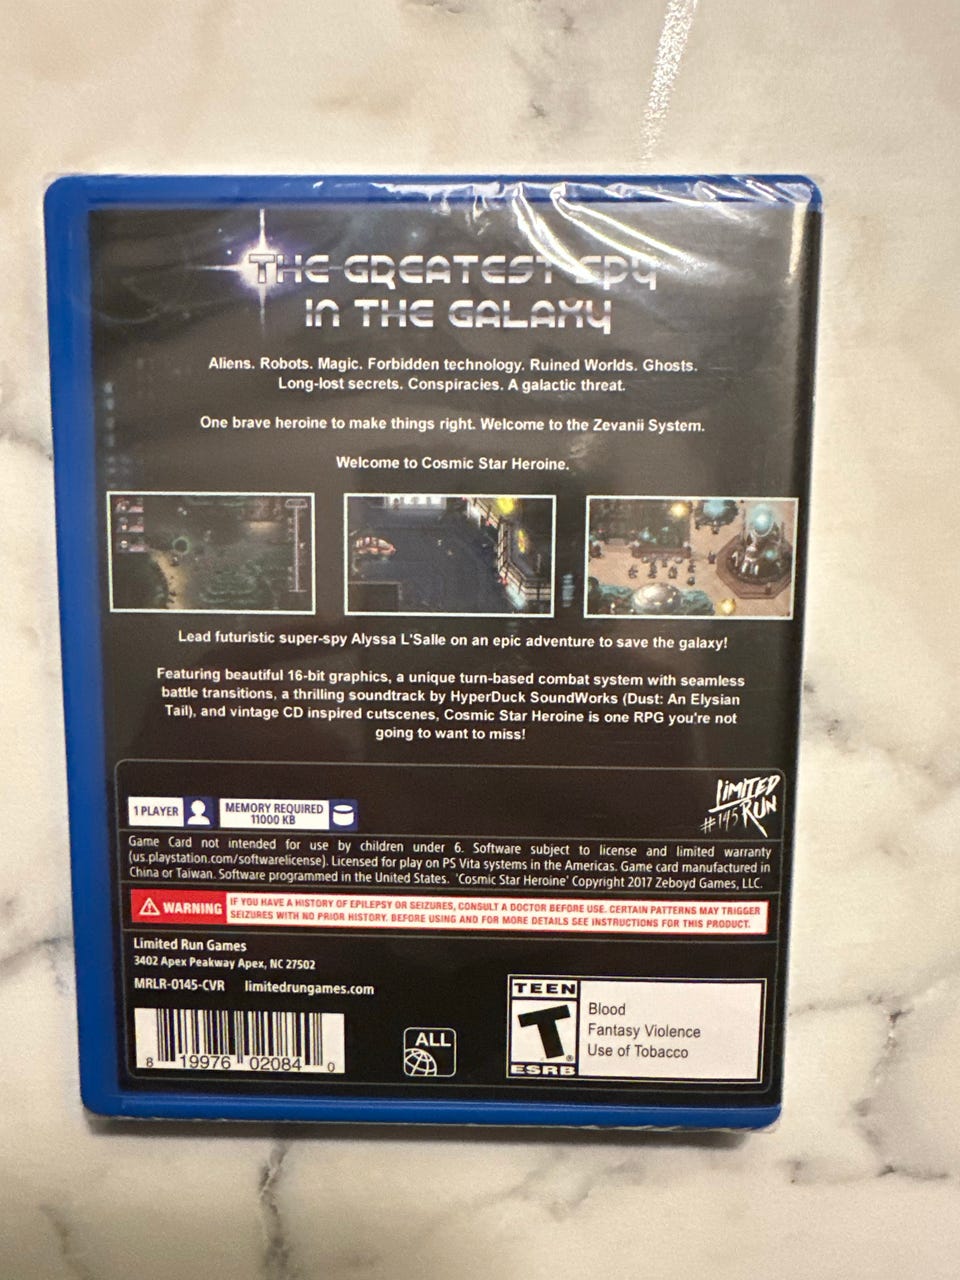 THE GREATEST SPY
IN THE GALAXY
Aliens. Robots. Magic. Forbidden technology. Ruined Worlds. Ghosts.
Long-lost secrets. Conspiracies. A galactic threat.
One brave heroine to make things right. Welcome to the Zevanii System.
Welcome to Cosmic Star Heroine.
Lead futuristic super-spy Alyssa L'Salle on an epic adventure to save the galaxy!
Featuring beautiful 16-bit graphics, a unique turn-based combat system with seamless
battle transitions, a thrilling soundtrack by HyperDuck SoundWorks (Dust: An Elysian
Tail), and vintage CD inspired cutscenes, Cosmic Star Heroine is one RPG you're not
going to want to miss!
LIMITED
RUN
#145
1 PLAYER
MEMORY REQUIRED
11000 KB
Game Card not intended for use by children under 6. Software subject to license and limited warranty
(us.playstation.com/softwarelicense). Licensed for play on PS Vita systems in the Americas. Game card manufactured in
China or Taiwan. Software programmed in the United States. 'Cosmic Star Heroine' Copyright 2017 Zeboyd Games, LLC.
WARNING
IF YOU HAVE A HISTORY OF EPILEPSY OR SEIZURES, CONSULT A DOCTOR BEFORE USE. CERTAIN PATTERNS MAY TRIGGER
SEIZURES WITH NO PRIOR HISTORY. BEFORE USING AND FOR MORE DETAILS SEE INSTRUCTIONS FOR THIS PRODUCT.
Limited Run Games
3402 Apex Peakway Apex, NC 27502
MRLR-0145-CVR limitedrungames.com
8 19976 02084 0
ALL
TEEN
T
®
ESRB
Blood
Fantasy Violence
Use of Tobacco